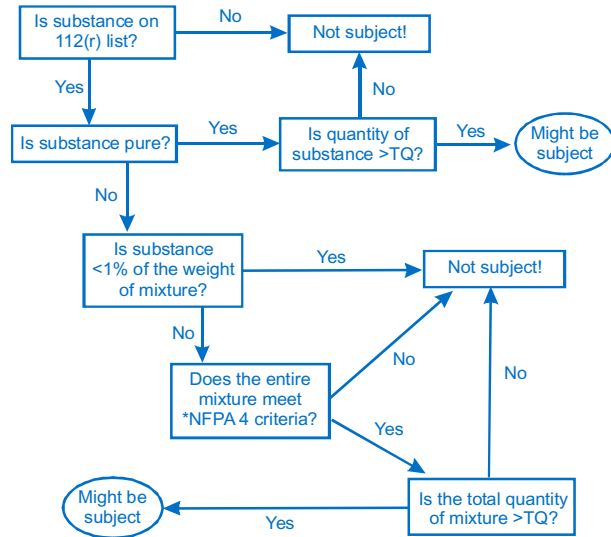 Is substance on
112(r) list?
No
Not subject!
Yes
No
Is substance pure?
Yes
Is quantity of
substance >TQ?
Yes
Might be
subject
No
Is substance
<1% of the weight
of mixture?
Yes
Not subject!
No
No
No
Does the entire
mixture meet
*NFPA 4 criteria?
Yes
Might be
subject
Yes
Is the total quantity
of mixture >TQ?